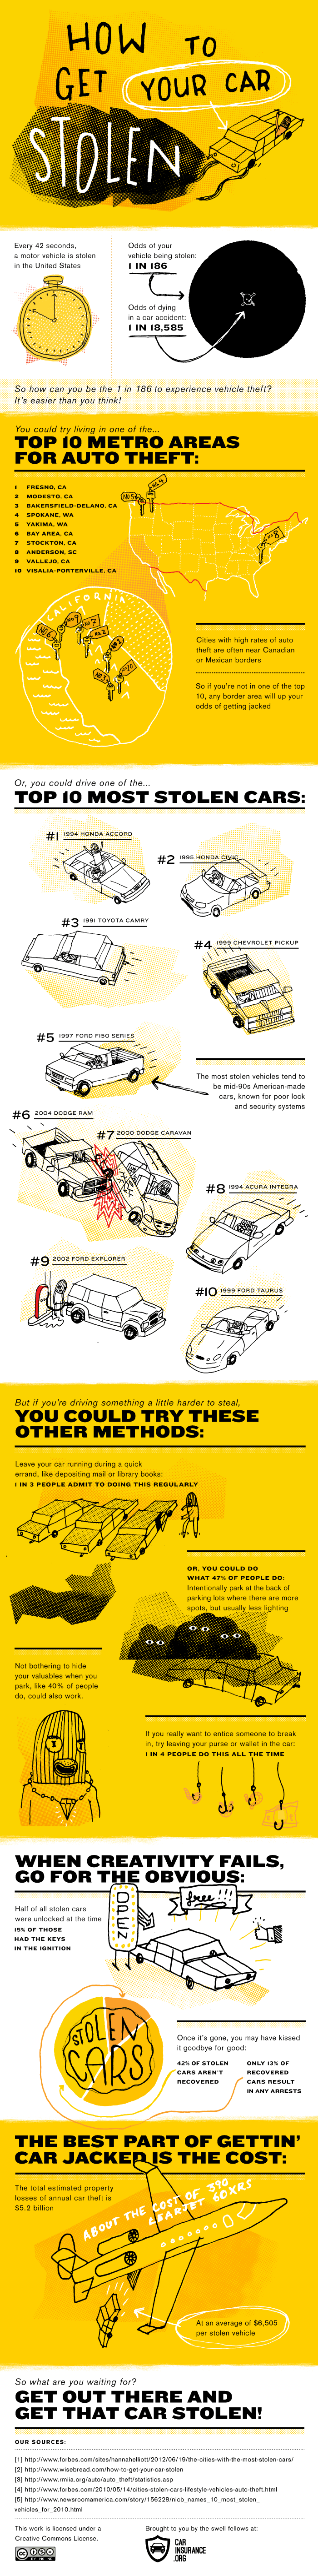 HOW TO
GET YOUR CAR
STOLEN
Every 42 seconds,
a motor vehicle is stolen
in the United States
Odds of your
vehicle being stolen:
1 IN 186
Odds of dying
in a car accident:
1 IN 18,585
So how can you be the 1 in 186 to experience vehicle theft?
It's easier than you think!
You could try living in one of the...
TOP 10 METRO AREAS
FOR AUTO THEFT:
1 FRESNO, CA
2 MODESTO, CA
3 BAKERSFIELD-DELANO, CA
4 SPOKANE, WA
5 YAKIMA, WA
6 BAY AREA, CA
7 STOCKTON, CA
8 ANDERSON, SC
9 VALLEJO, CA
10 VISALIA-PORTERVILLE, CA
NO5
NO.4
NO8
CALIFORNIA
NO.6
NO9
NO7
NO.2
NO.1
NO.3
NO10
Cities with high rates of auto
theft are often near Canadian
or Mexican borders
So if you're not in one of the top
10, any border area will up your
odds of getting jacked
Or, you could drive one of the...
TOP 10 MOST STOLEN CARS:
#1 1994 HONDA ACCORD
#2 1995 HONDA CIVIC
#3 1991 TOYOTA CAMRY
#4 1999 CHEVROLET PICKUP
#5 1997 FORD F150 SERIES
The most stolen vehicles tend to
be mid-90s American-made
cars, known for poor lock
and security systems
#6 2004 DODGE RAM
#7 2000 DODGE CARAVAN
#8 1994 ACURA INTEGRA
#9 2002 FORD EXPLORER
#10 1999 FORD TAURUS
But if you're driving something a little harder to steal,
YOU COULD TRY THESE
OTHER METHODS:
Leave your car running during a quick
errand, like depositing mail or library books:
1 IN 3 PEOPLE ADMIT TO DOING THIS REGULARLY
OR, YOU COULD DO
WHAT 47% OF PEOPLE DO:
Intentionally park at the back of
parking lots where there are more
spots, but usually less lighting
Not bothering to hide
your valuables when you
park, like 40% of people
do, could also work.
If you really want to entice someone to break
in, try leaving your purse or wallet in the car:
1 IN 4 PEOPLE DO THIS ALL THE TIME
WHEN CREATIVITY FAILS,
GO FOR THE OBVIOUS:
Half of all stolen cars
were unlocked at the time
15% OF THOSE
HAD THE KEYS
IN THE IGNITION
OPEN
free!!!
STOLEN
CARS
Once it's gone, you may have kissed
it goodbye for good:
42% OF STOLEN
CARS AREN'T
RECOVERED
ONLY 13% OF
RECOVERED
CARS RESULT
IN ANY ARRESTS
THE BEST PART OF GETTIN'
CAR JACKED IS THE COST:
The total estimated property
losses of annual car theft is
$5.2 billion
ABOUT THE COST OF 390
LEARJET 60XRS
At an average of $6,505
per stolen vehicle
So what are you waiting for?
GET OUT THERE AND
GET THAT CAR STOLEN!
OUR SOURCES:
[1] http://www.forbes.com/sites/hannahelliott/2012/06/19/the-cities-with-the-most-stolen-cars/
[2] http://www.wisebread.com/how-to-get-your-car-stolen
[3] http://www.rmiia.org/auto/auto_theft/statistics.asp
[4] http://www.forbes.com/2010/05/14/cities-stolen-cars-lifestyle-vehicles-auto-theft.html
[5] http://www.newsroomamerica.com/story/156228/nicb_names_10_most_stolen_
vehicles_for_2010.html
This work is licensed under a
Creative Commons License.
Brought to you by the swell fellows at:
CAR
INSURANCE
.ORG